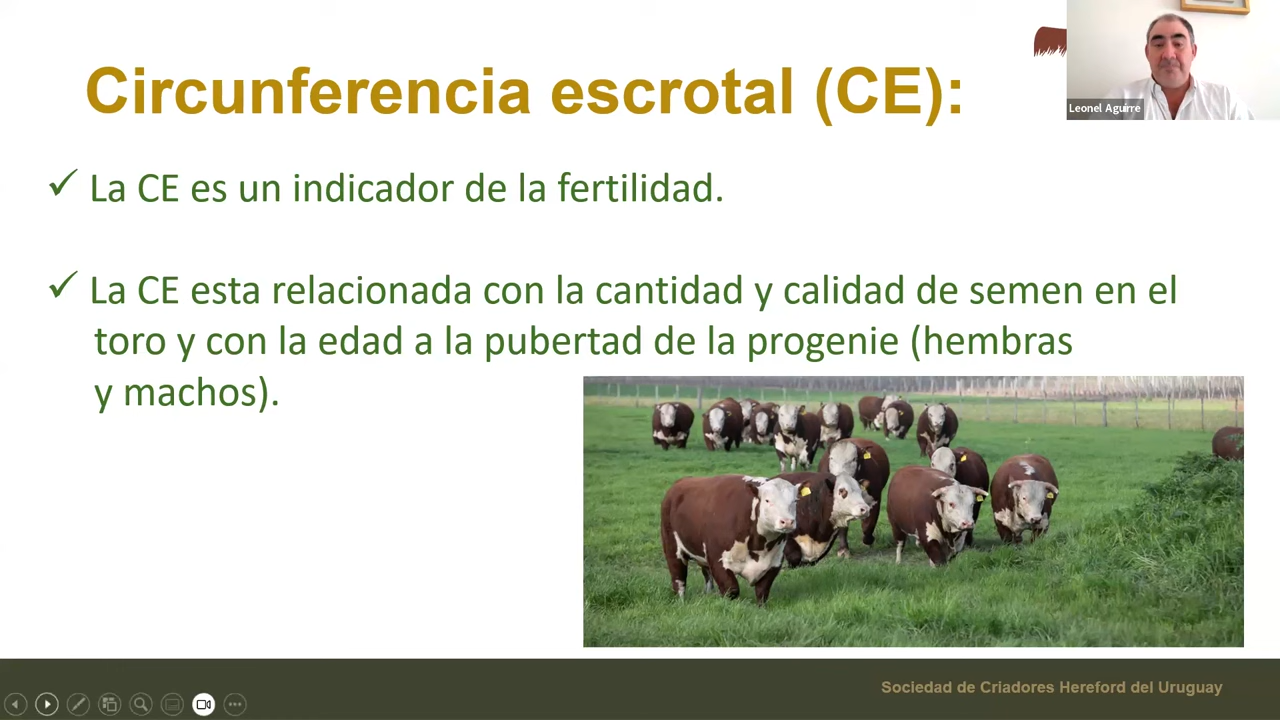 Circunferencia escrotal (CE):
Leonel Aguirre
✓ La CE es un indicador de la fertilidad.
✓ La CE esta relacionada con la cantidad y calidad de semen en el
toro y con la edad a la pubertad de la progenie (hembras
y machos).
Sociedad de Criadores Hereford del Uruguay